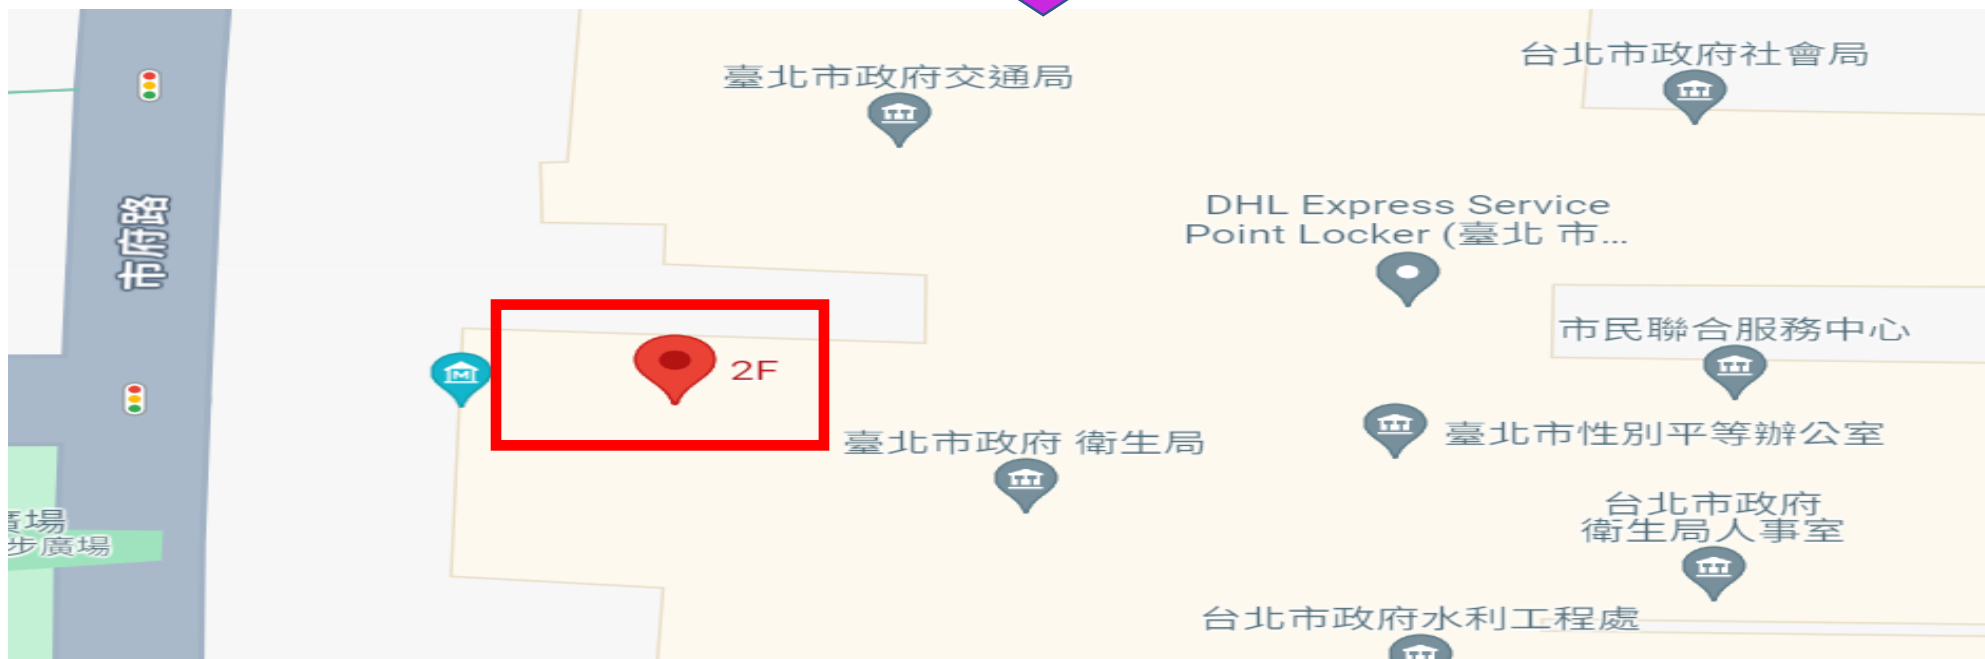 臺北市政府交通局
台北市政府社會局
市府路
DHL Express Service
Point Locker (臺北 市...
市民聯合服務中心
2F
臺北市政府 衛生局
臺北市性別平等辦公室
台北市政府
衛生局人事室
廣場
步廣場
台北市政府水利工程處